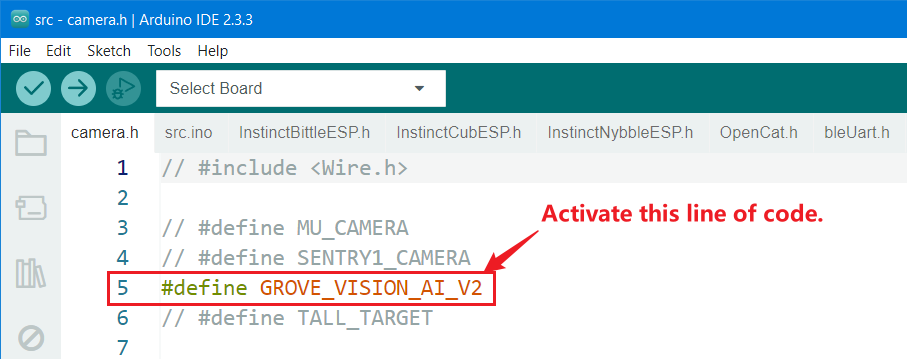 src - camera.h | Arduino IDE 2.3.3
File Edit Sketch Tools Help
Select Board
camera.h src.ino InstinctBittleESP.h InstinctCubESP.h InstinctNybbleESP.h OpenCat.h bleUart.h
1 // #include <Wire.h>
2
Activate this line of code.
3 // #define MU_CAMERA
4 // #define SENTRY1_CAMERA
5 #define GROVE_VISION_AI_V2
6 // #define TALL_TARGET
7